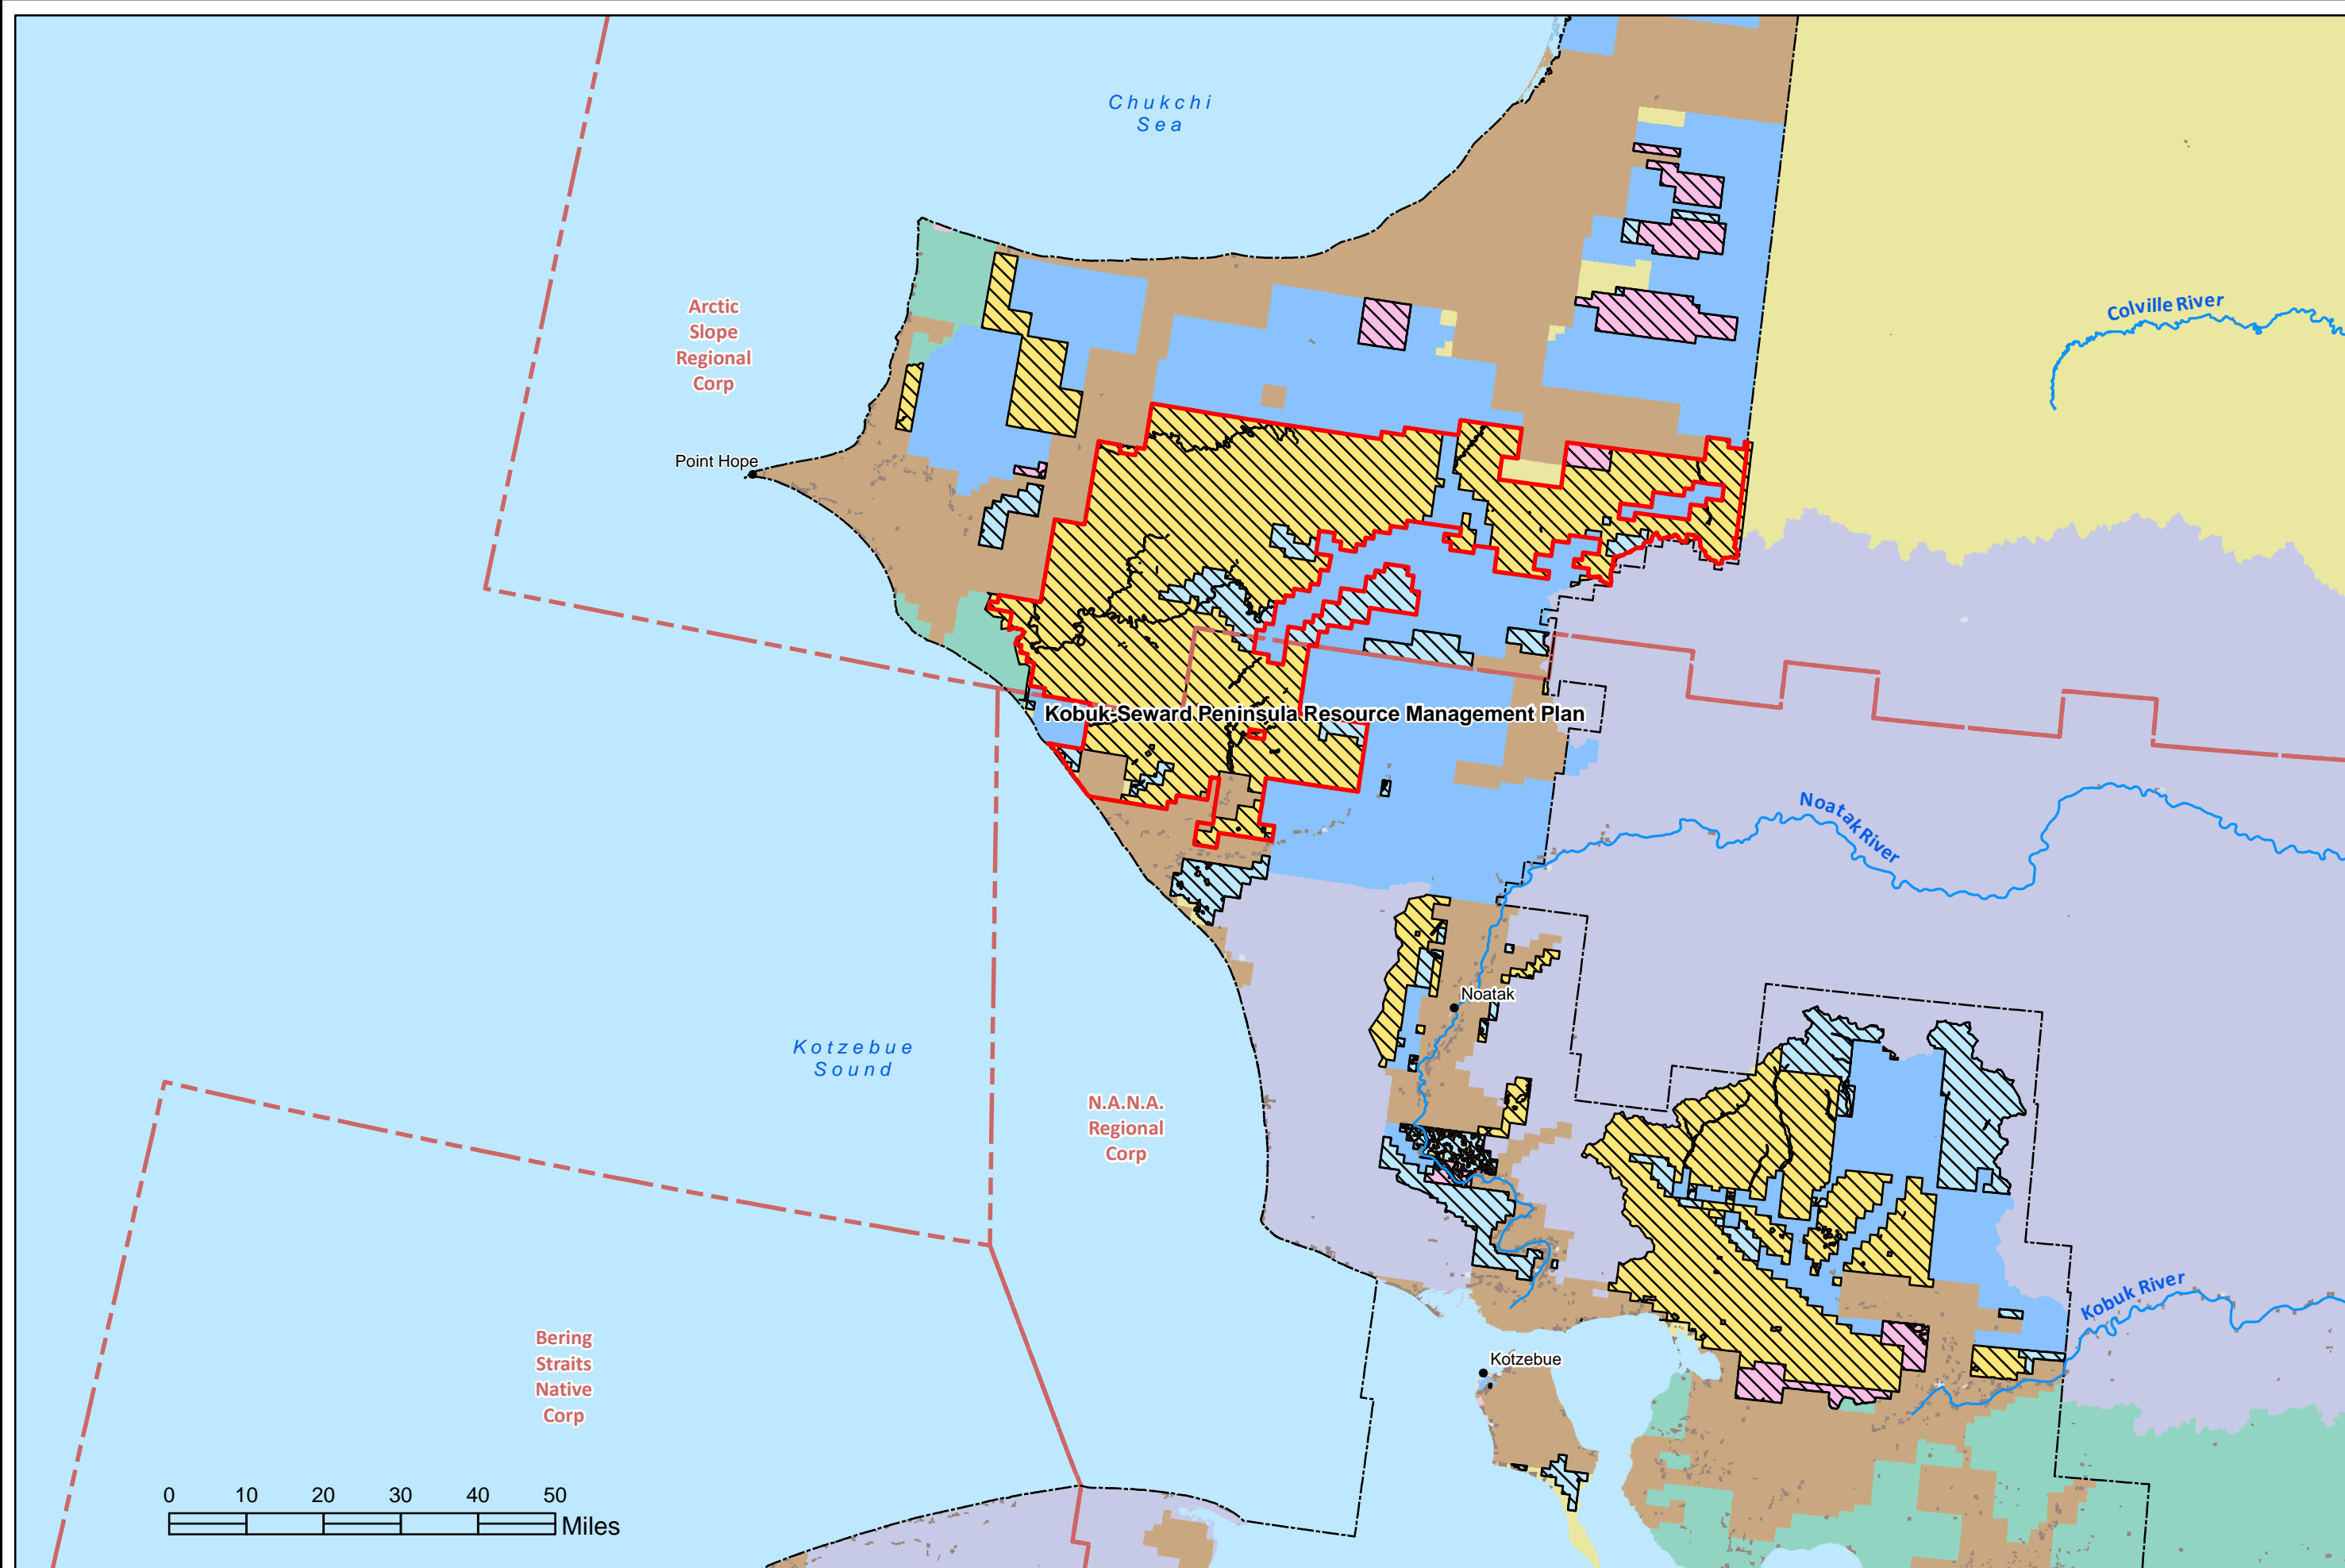 Chukchi
Sea
Colville River
Arctic
Slope
Regional
Corp
Point Hope
Kobuk-Seward Peninsula Resource Management Plan
Noatak River
Noatak
Kotzebue
Sound
N.A.N.A.
Regional
Corp
Kobuk River
Bering
Straits
Native
Corp
Kotzebue
0 10 20 30 40 50
Miles